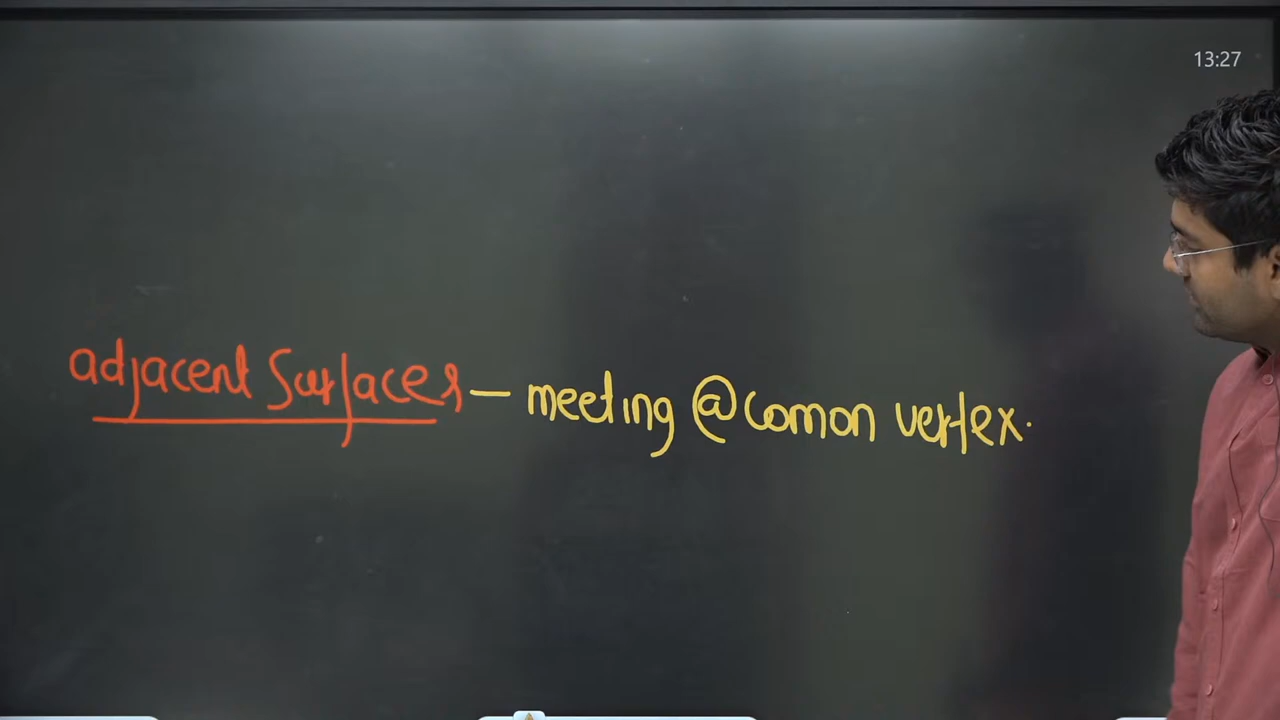 13:27
adjacent Surfaces — meeting @ comon vertex.